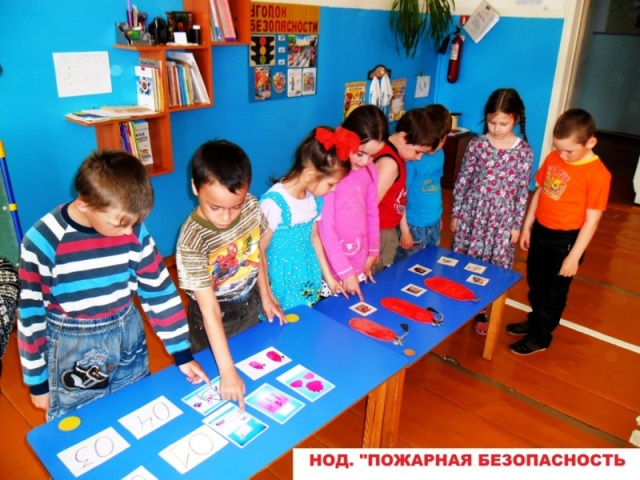 УГОЛОК
БЕЗОПАСНОСТИ
04
03
01
НОД. "ПОЖАРНАЯ БЕЗОПАСНОСТЬ